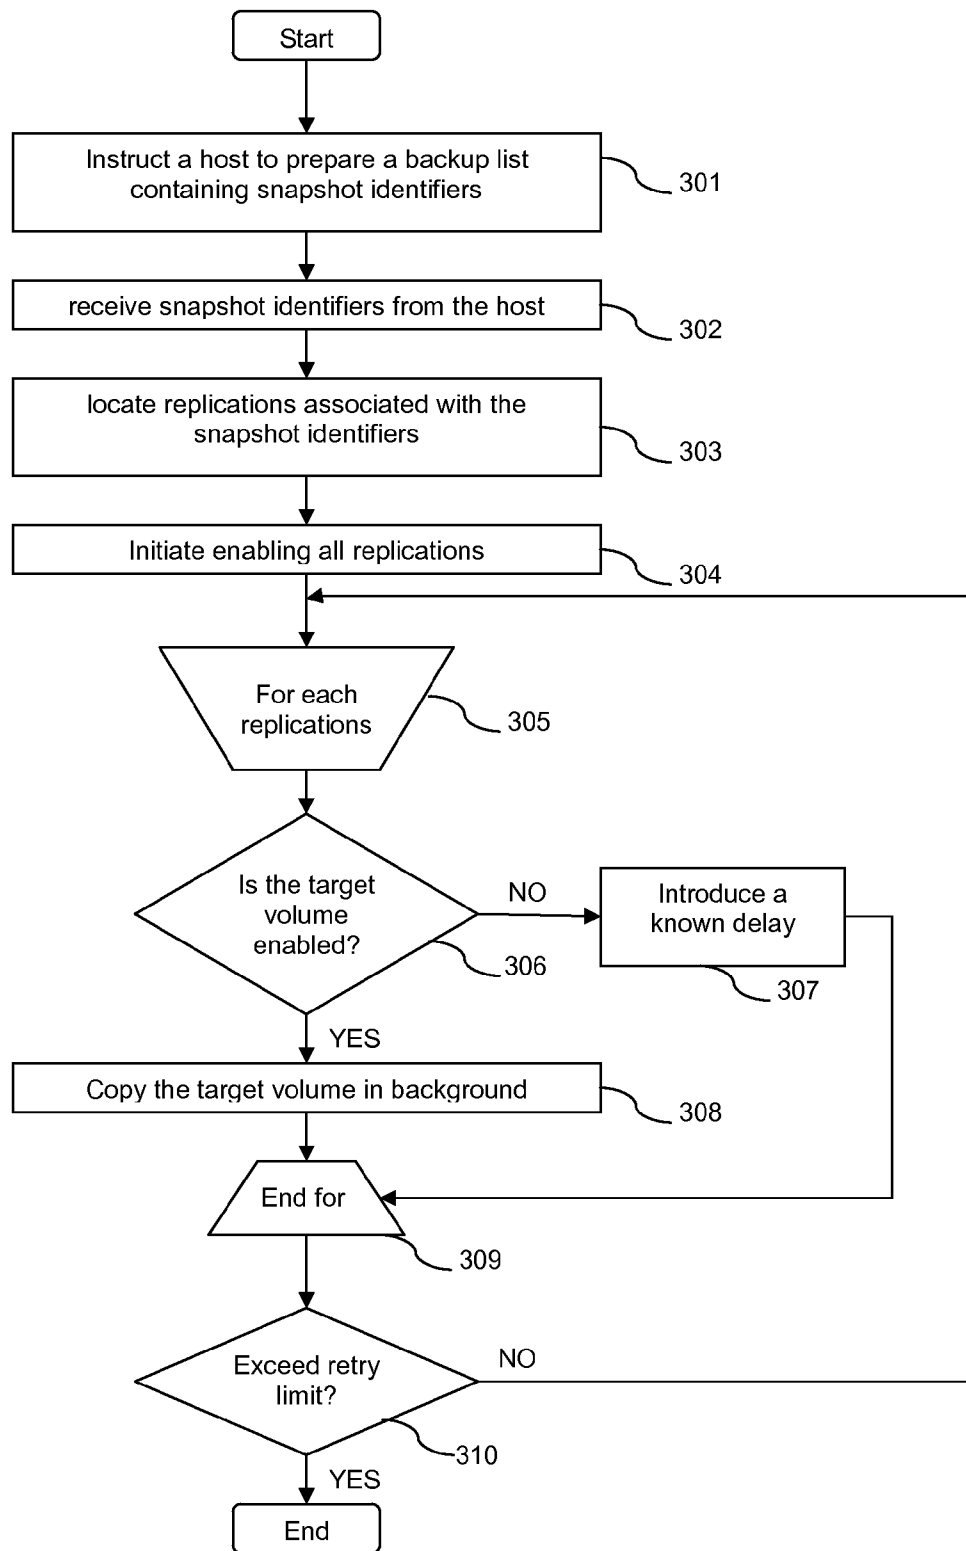 Start
Instruct a host to prepare a backup list
containing snapshot identifiers
301
receive snapshot identifiers from the host
302
locate replications associated with the
snapshot identifiers
303
Initiate enabling all replications
304
For each
replications
305
Is the target
volume
enabled?
306
NO
Introduce a
known delay
307
YES
Copy the target volume in background
308
End for
309
Exceed retry
limit?
NO
310
YES
End